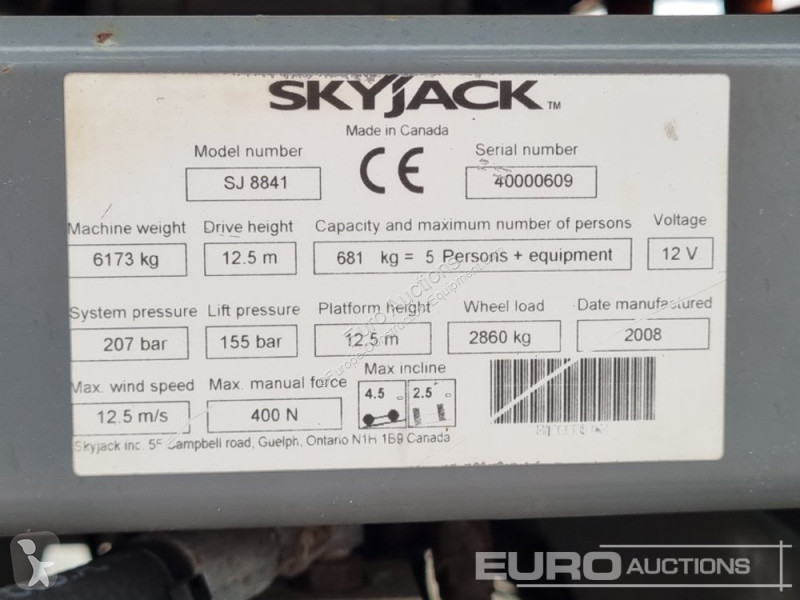 SKYJACK™
Made in Canada
Model number
SJ 8841
CE
Serial number
40000609
Machine weight
6173 kg
Drive height
12.5 m
Capacity and maximum number of persons
681 kg = 5 Persons + equipment
Voltage
12 V
System pressure
207 bar
Lift pressure
155 bar
Platform height
12.5 m
Wheel load
2860 kg
Date manufactured
2008
Max. wind speed
12.5 m/s
Max. manual force
400 N
Max incline
4.5
2.5
Skyjack inc. Campbell road, Guelph, Ontario N1H 1B9 Canada
Euro Auctions
EURO AUCTIONS